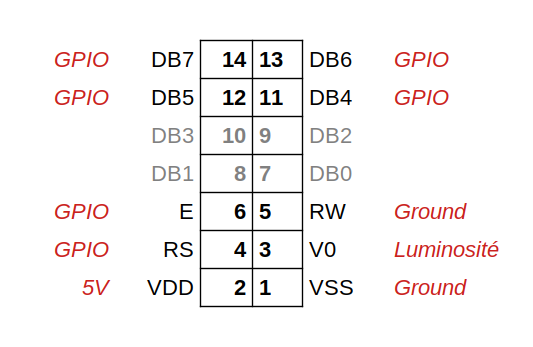 GPIO DB7 14 13 DB6 GPIO
GPIO DB5 12 11 DB4 GPIO
DB3 10 9 DB2
DB1 8 7 DB0
GPIO E 6 5 RW Ground
GPIO RS 4 3 V0 Luminosité
5V VDD 2 1 VSS Ground